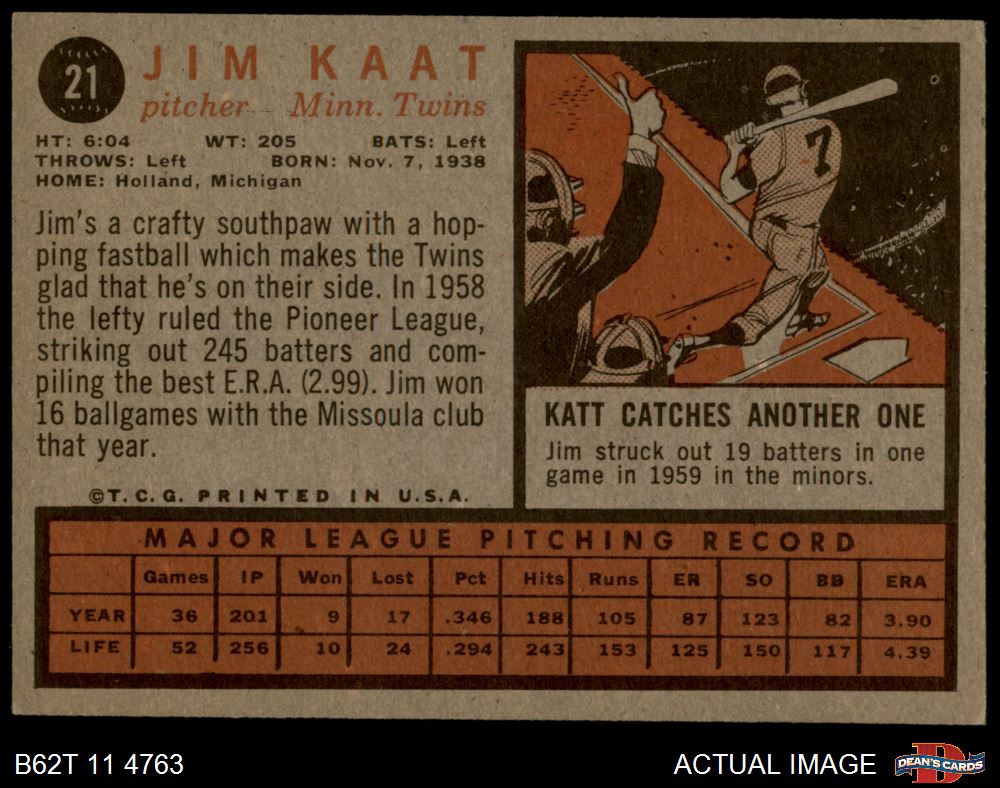 21
JIM KAAT
pitcher Minn. Twins
HT: 6:04 WT: 205 BATS: Left
THROWS: Left BORN: Nov. 7, 1938
HOME: Holland, Michigan
Jim's a crafty southpaw with a hop-
ping fastball which makes the Twins
glad that he's on their side. In 1958
the lefty ruled the Pioneer League,
striking out 245 batters and com-
piling the best E.R.A. (2.99). Jim won
16 ballgames with the Missoula club
that year.
©T.C.G. PRINTED IN U.S.A.
7
KATT CATCHES ANOTHER ONE
Jim struck out 19 batters in one
game in 1959 in the minors.
MAJOR LEAGUE PITCHING RECORD
Games IP Won Lost Pct Hits Runs ER SO BB ERA
YEAR 36 201 9 17 .346 188 105 87 123 82 3.90
LIFE 52 256 10 24 .294 243 153 125 150 117 4.39
B62T 11 4763
ACTUAL IMAGE
D
DEAN'S CARDS